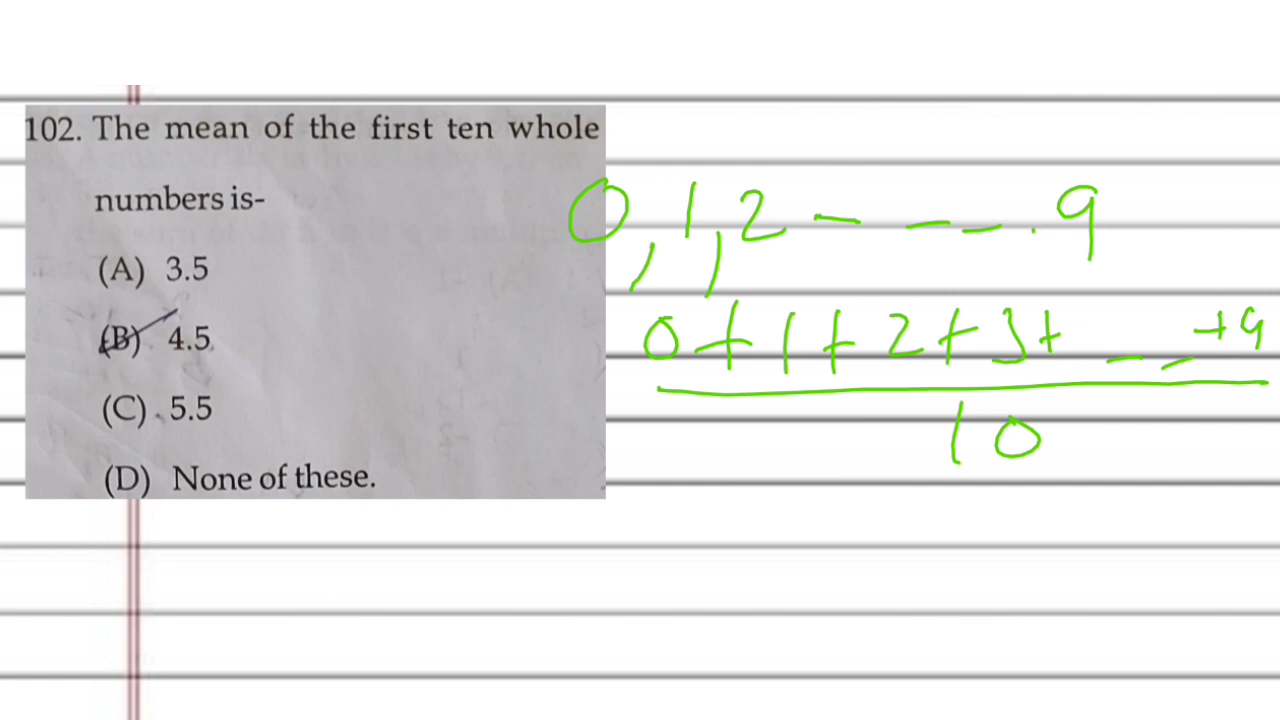 102. The mean of the first ten whole
numbers is-
(A) 3.5
(B) 4.5
(C) 5.5
(D) None of these.
0, 1, 2 - - - . 9
0 + 1 + 2 + 3 + - - + 9
10